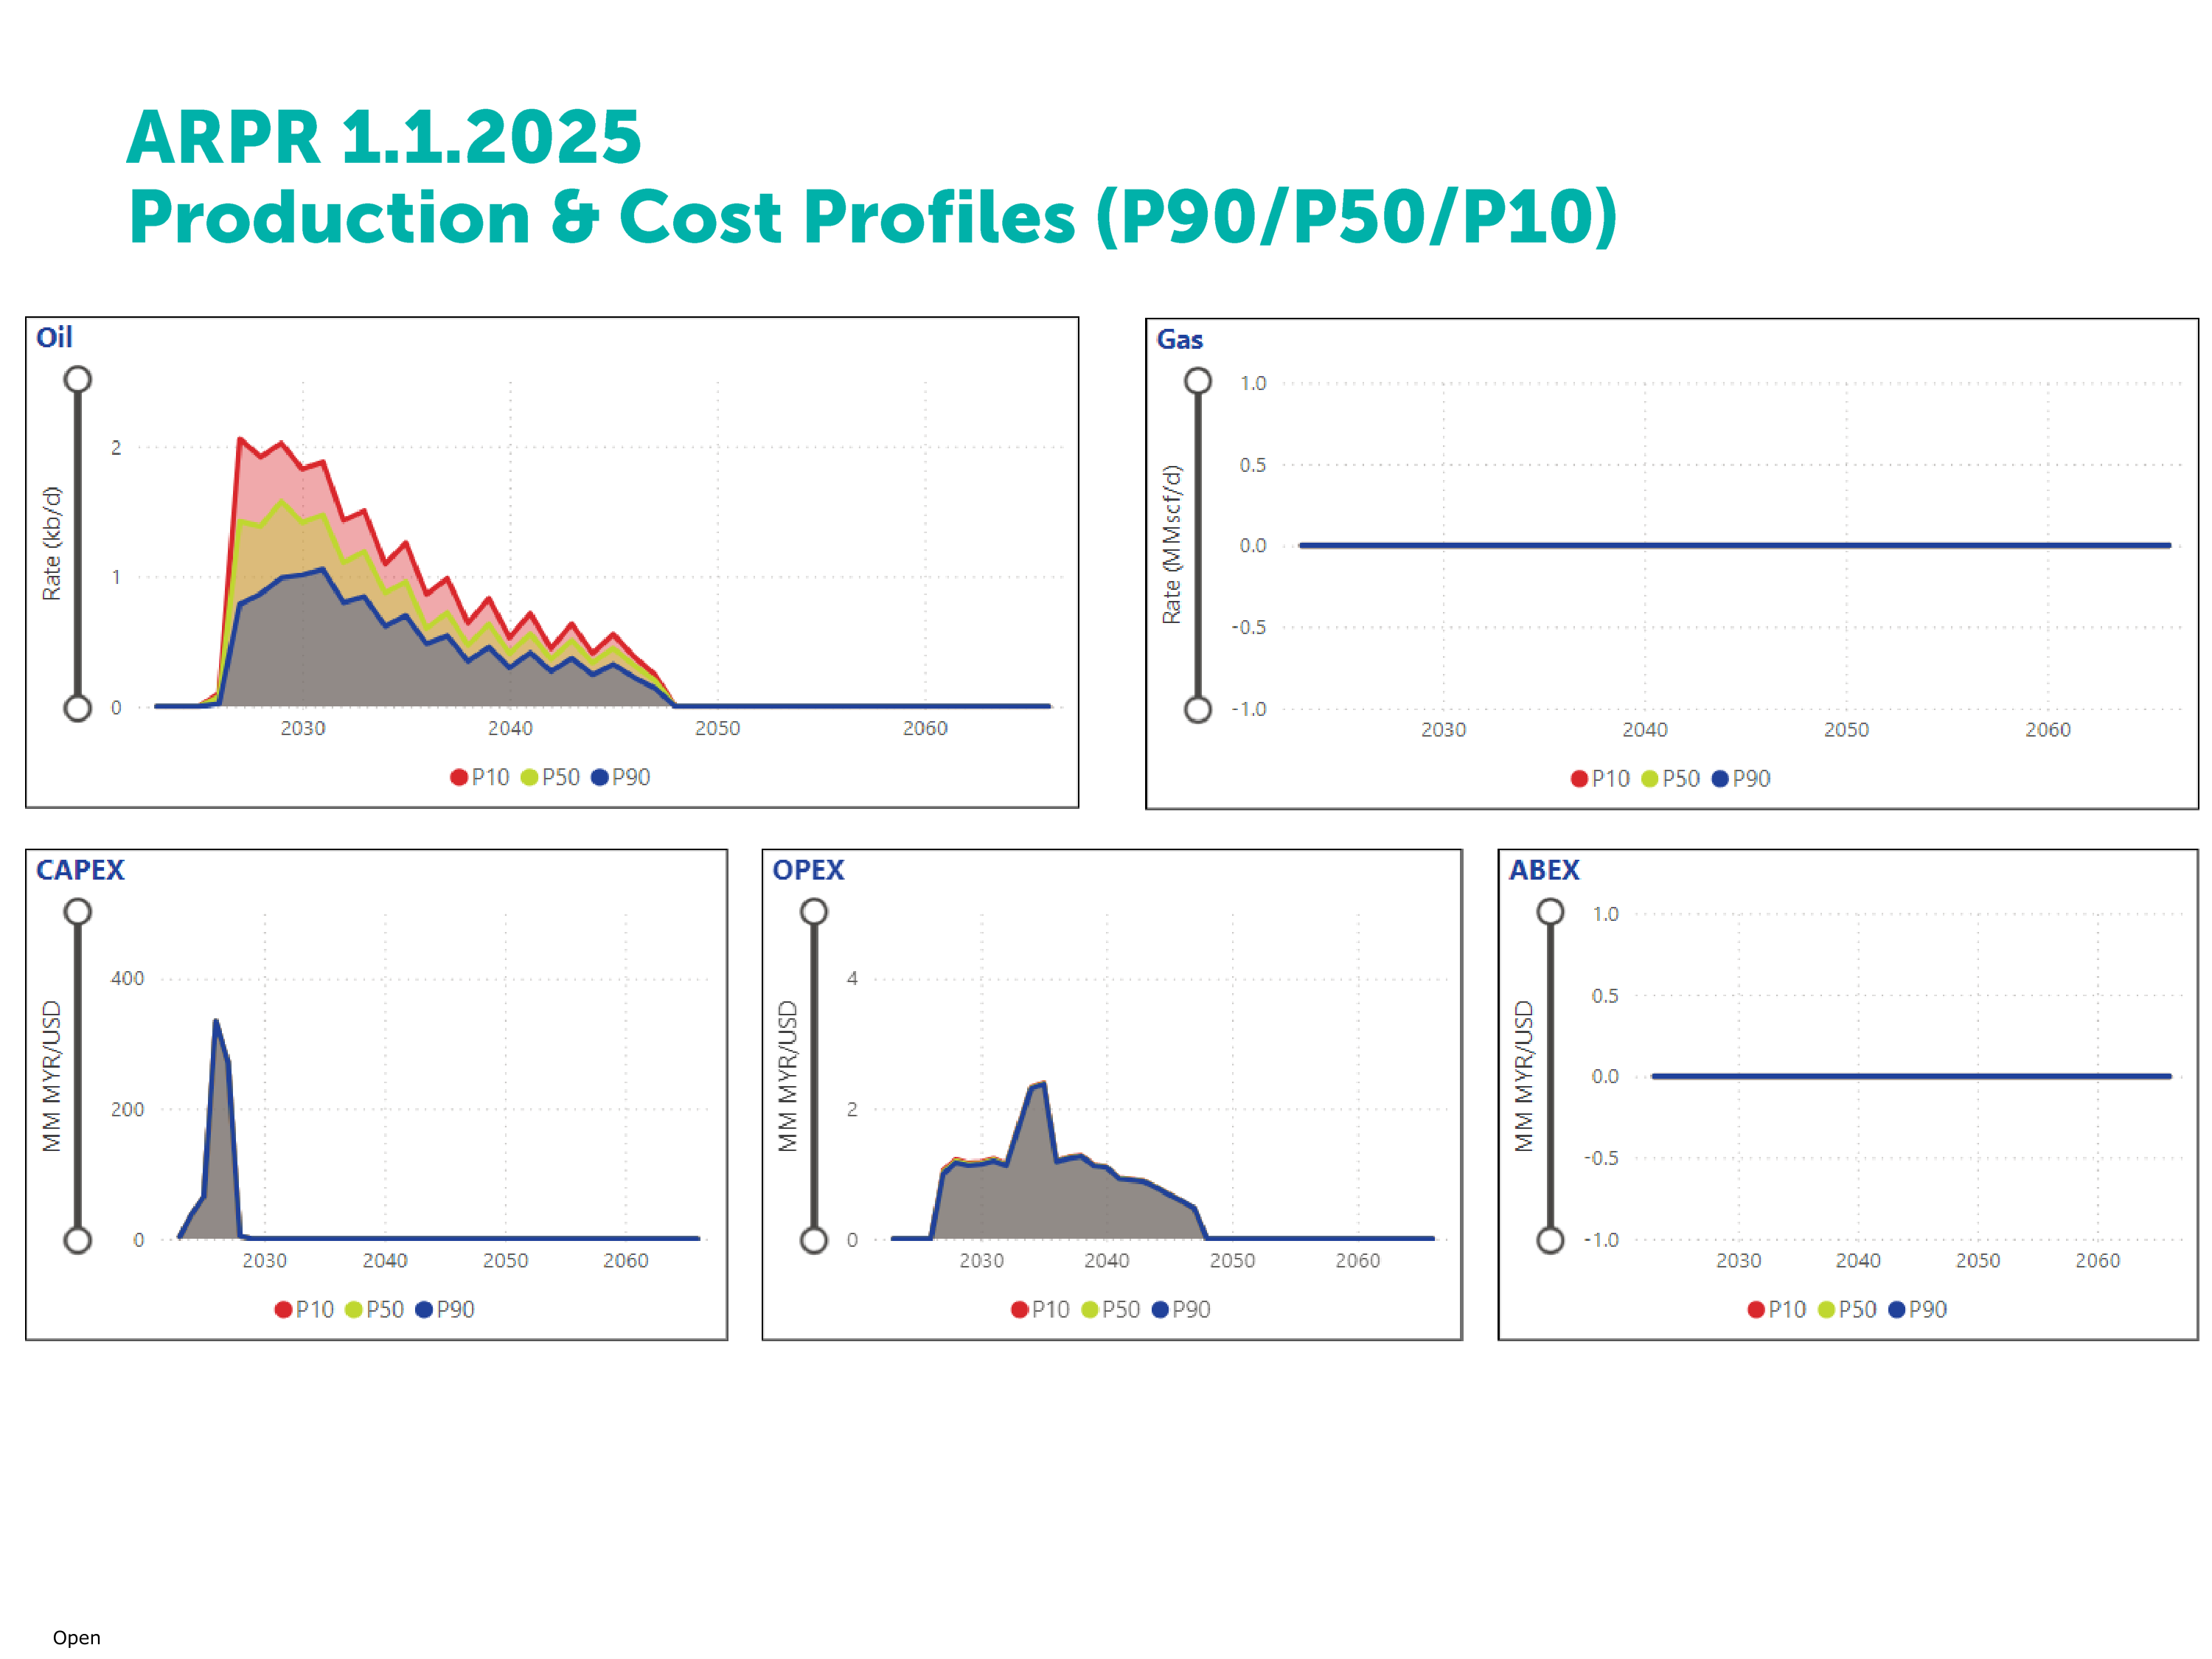 ARPR 1.1.2025
Production & Cost Profiles (P90/P50/P10)
Oil
Rate (kb/d)
2
1
0
2030 2040 2050 2060
P10 P50 P90
Gas
Rate (MMscf/d)
1.0
0.5
0.0
-0.5
-1.0
2030 2040 2050 2060
P10 P50 P90
CAPEX
MM MYR/USD
400
200
0
2030 2040 2050 2060
P10 P50 P90
OPEX
MM MYR/USD
4
2
0
2030 2040 2050 2060
P10 P50 P90
ABEX
MM MYR/USD
1.0
0.5
0.0
-0.5
-1.0
2030 2040 2050 2060
P10 P50 P90
Open